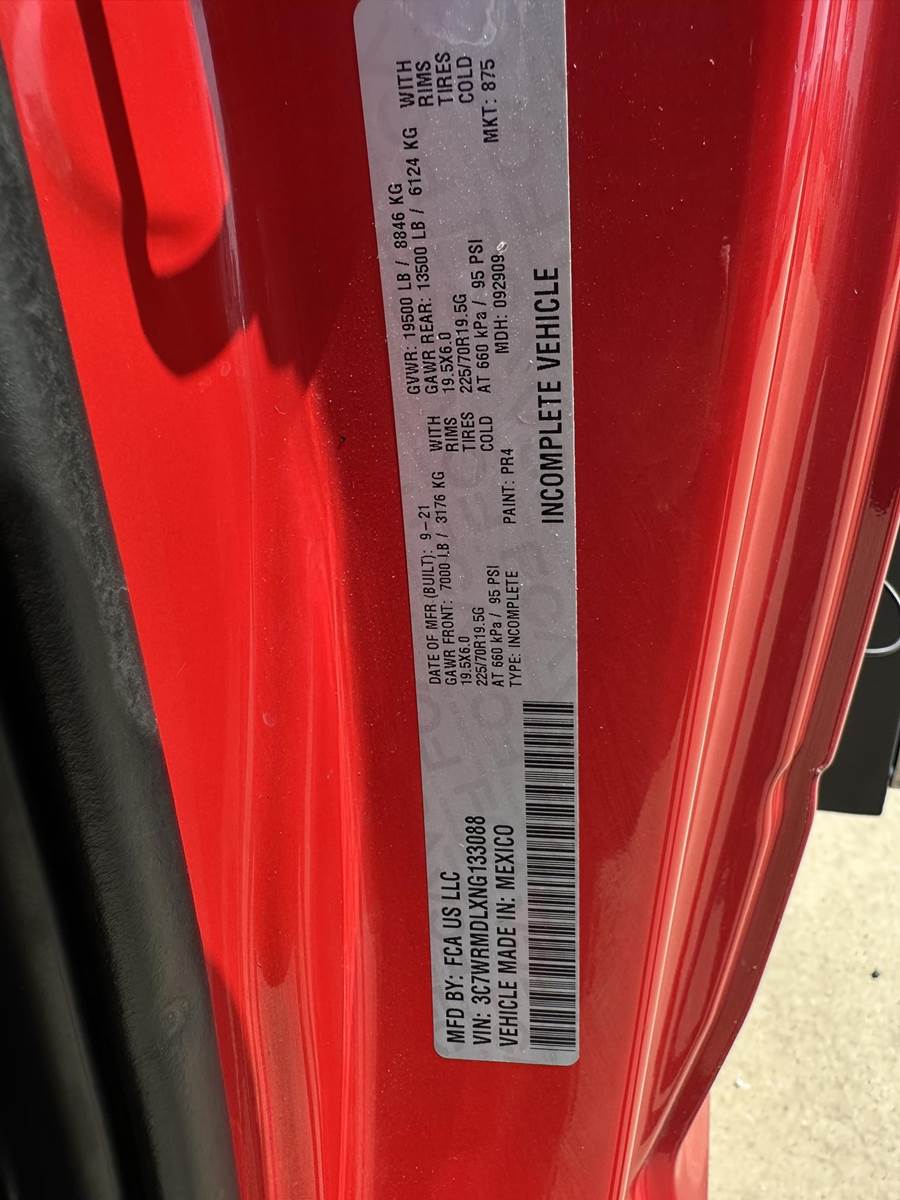 MFD BY: FCA US LLC
VIN: 3C7WRMDLXNG133088
VEHICLE MADE IN: MEXICO
DATE OF MFR (BUILT): 9-21
GAWR FRONT: 7000 LB / 3176 KG WITH
19.5X6.0 RIMS
225/70R19.5G TIRES
AT 660 kPa / 95 PSI COLD
TYPE: INCOMPLETE PAINT: PR4
GVWR: 19500 LB / 8846 KG
GAWR REAR: 13500 LB / 6124 KG WITH
19.5X6.0 RIMS
225/70R19.5G TIRES
AT 660 kPa / 95 PSI COLD
MDH: 092909 MKT: 875
INCOMPLETE VEHICLE